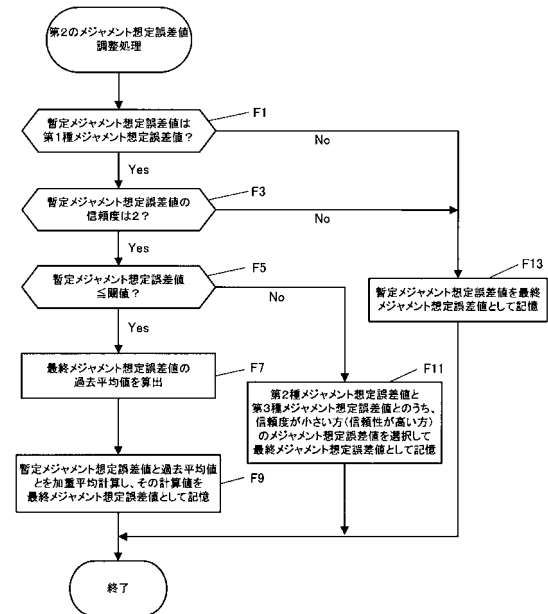 第2のメジャメント想定誤差値
調整処理
F1
暫定メジャメント想定誤差値は
第1種メジャメント想定誤差値?
No
Yes
F3
暫定メジャメント想定誤差値の
信頼度は2?
No
Yes
F5
暫定メジャメント想定誤差値
≦閾値?
No
Yes
F13
暫定メジャメント想定誤差値を最終
メジャメント想定誤差値として記憶
F7
最終メジャメント想定誤差値の
過去平均値を算出
F11
第2種メジャメント想定誤差値と
第3種メジャメント想定誤差値とのうち、
信頼度が小さい方(信頼性が高い方)
のメジャメント想定誤差値を選択して
最終メジャメント想定誤差値として記憶
暫定メジャメント想定誤差値と過去平均値
とを加重平均計算し、その計算値を
最終メジャメント想定誤差値として記憶
F9
終了